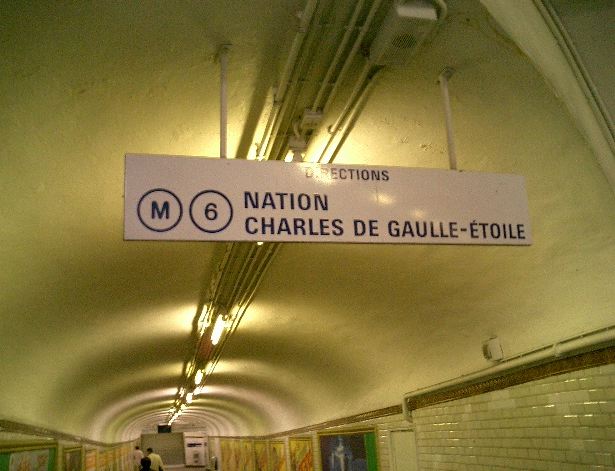 DIRECTIONS
M 6 NATION
CHARLES DE GAULLE-ÉTOILE